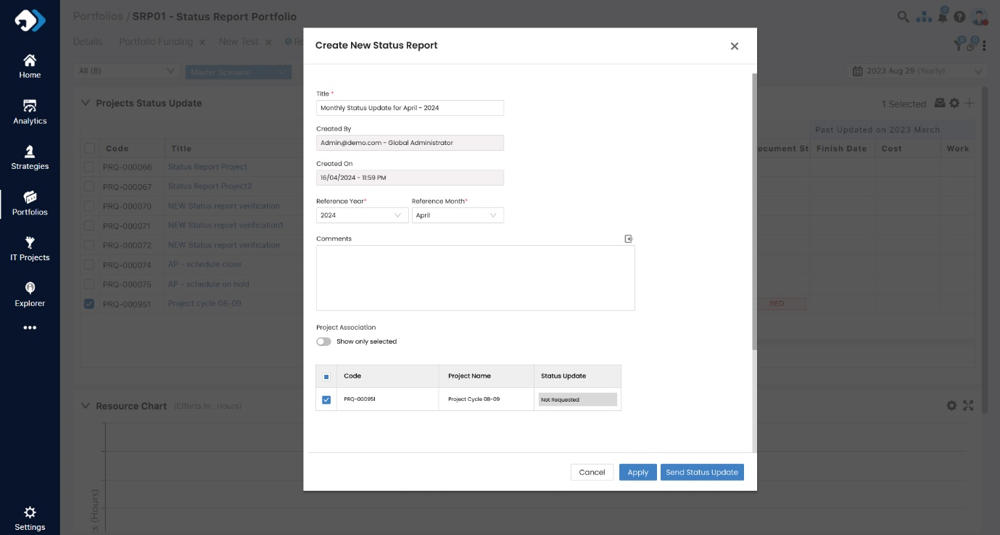 Portfolios / SRP01 - Status Report Portfolio
Details
Portfolio Funding
New Test
Home
Analytics
Strategies
Portfolios
IT Projects
Explorer
Settings
All (8)
Master Scenario
2023 Aug 29 (Yearly)
Projects Status Update
1 Selected
Past Updated on 2023 March
Code Title
Finish Date Cost Work
PRQ-000066 Status Report Project
PRQ-000067 Status Report Project2
PRQ-000070 NEW Status report verification
PRQ-000071 NEW Status report verification1
PRQ-000072 NEW Status report verification
PRQ-000074 AP - schedule close
PRQ-000075 AP - schedule on hold
PRQ-000951 Project cycle 08-09
RED
Resource Chart (Efforts in : Hours)
(Hours)
Create New Status Report
Title *
Monthly Status Update for April - 2024
Created By
Admin@demo.com - Global Administrator
Created On
16/04/2024 - 11:59 PM
Reference Year* Reference Month*
2024 April
Comments
Project Association
Show only selected
Code Project Name Status Update
PRQ-000951 Project Cycle 08-09 Not Requested
Cancel Apply Send Status Update